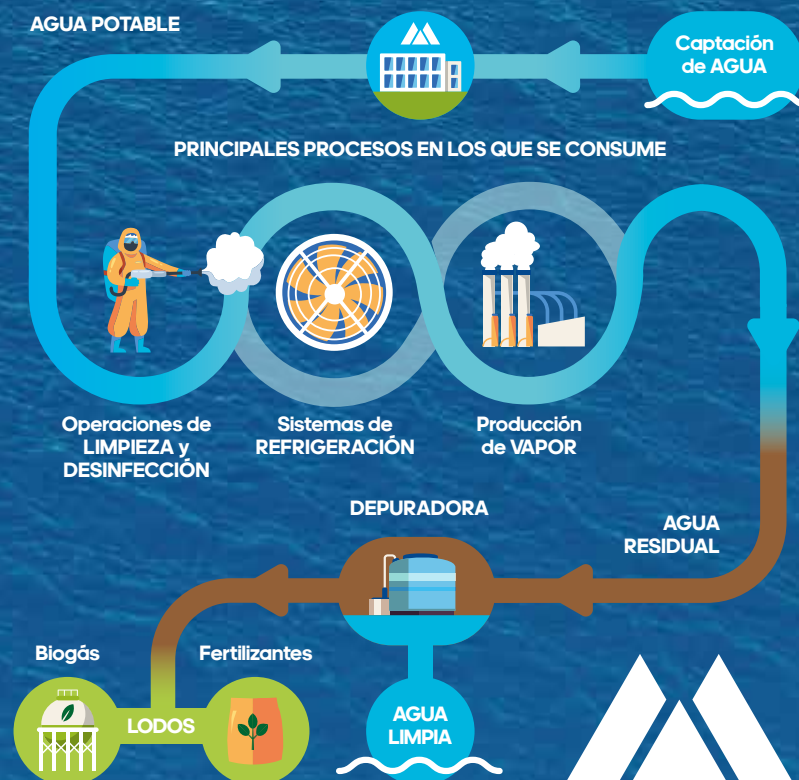 AGUA POTABLE
Captación
de AGUA
PRINCIPALES PROCESOS EN LOS QUE SE CONSUME
Operaciones de
LIMPIEZA y
DESINFECCIÓN
Sistemas de
REFRIGERACIÓN
Producción
de VAPOR
DEPURADORA
AGUA
RESIDUAL
Biogás
Fertilizantes
LODOS
AGUA
LIMPIA